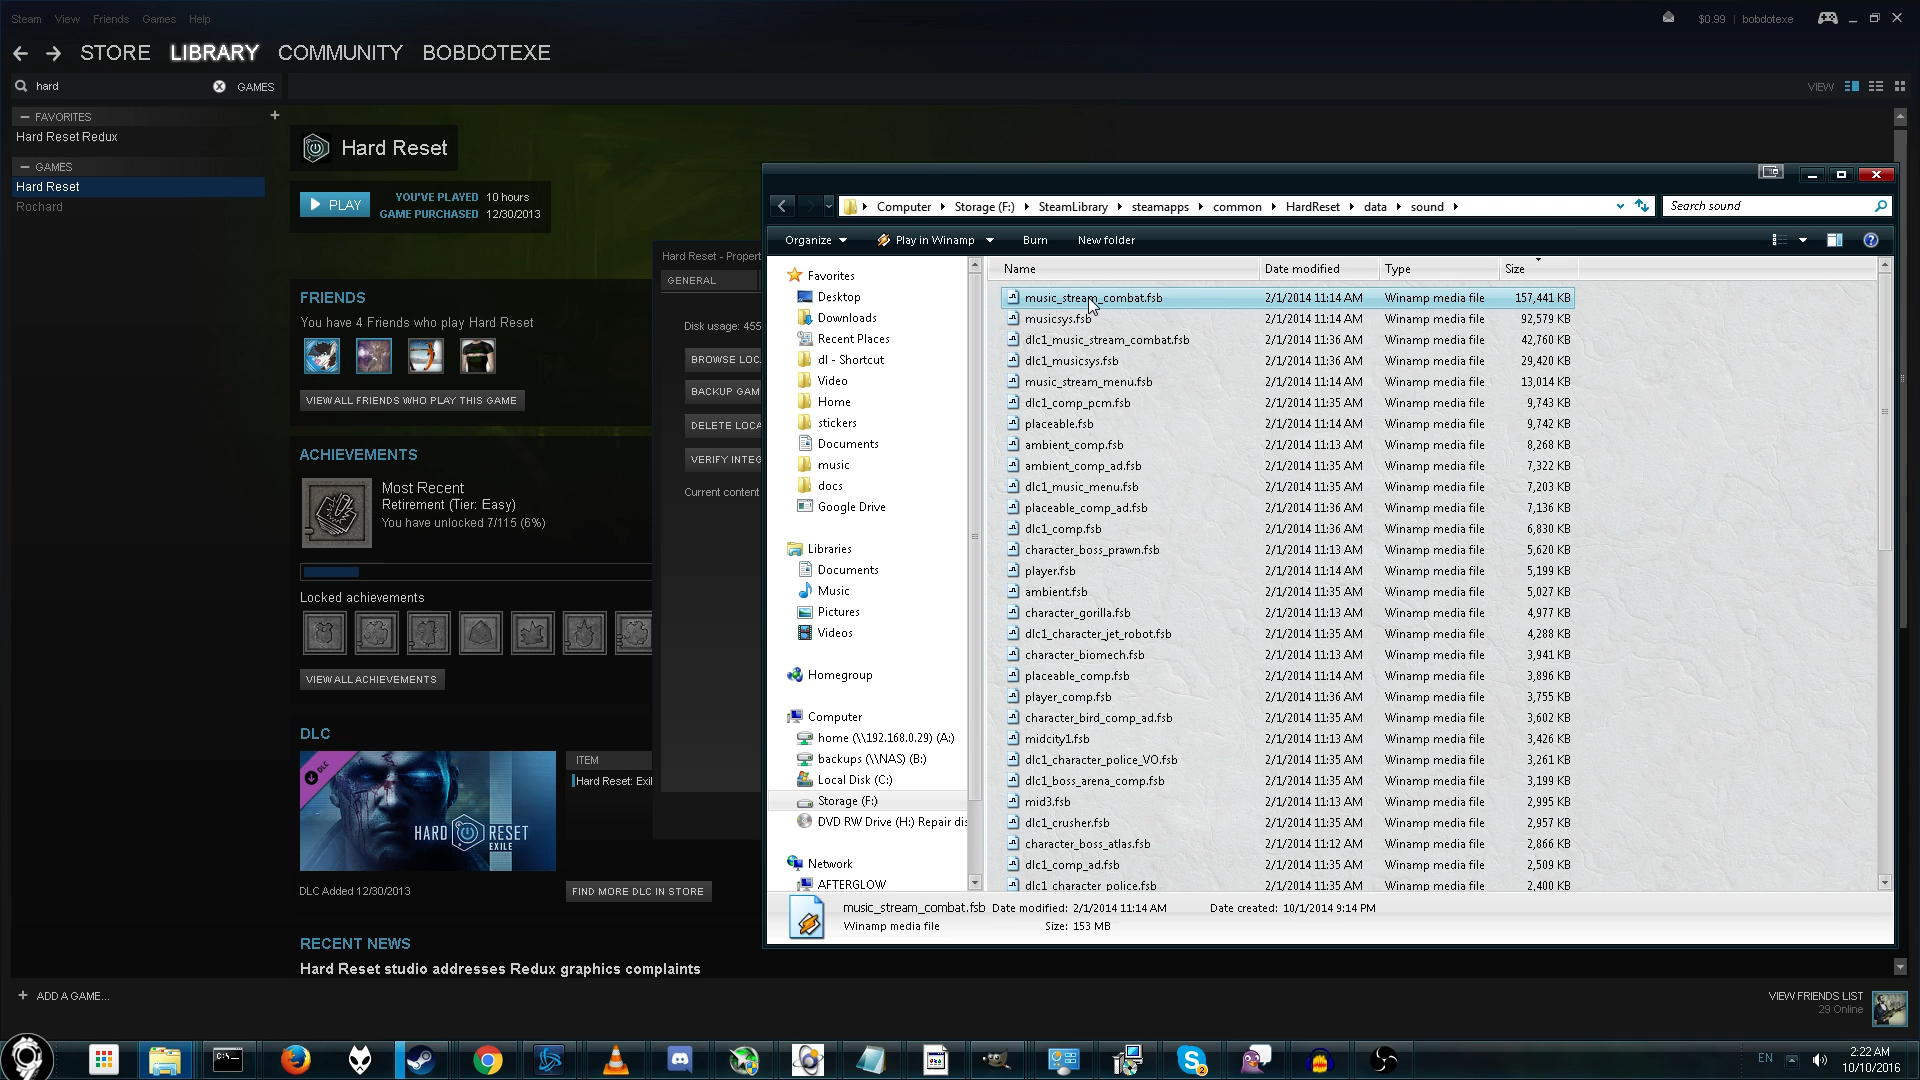 Steam View Friends Games Help
$0.99 | bobdotexe
STORE LIBRARY COMMUNITY BOBDOTEXE
hard GAMES
VIEW
— FAVORITES +
Hard Reset Redux
— GAMES
Hard Reset
Rochard
Hard Reset
PLAY
YOU'VE PLAYED 10 hours
GAME PURCHASED 12/30/2013
FRIENDS
You have 4 Friends who play Hard Reset
VIEW ALL FRIENDS WHO PLAY THIS GAME
ACHIEVEMENTS
Most Recent
Retirement (Tier: Easy)
You have unlocked 7/115 (6%)
Locked achievements
VIEW ALL ACHIEVEMENTS
DLC
DLC
HARD RESET
EXILE
ITEM
Hard Reset: Exil
DLC Added 12/30/2013
FIND MORE DLC IN STORE
RECENT NEWS
Hard Reset studio addresses Redux graphics complaints
+ ADD A GAME...
VIEW FRIENDS LIST
29 Online
Hard Reset - Propert
GENERAL
Disk usage: 455
BROWSE LOC
BACKUP GAM
DELETE LOCA
VERIFY INTEG
Current content
Computer Storage (F:) SteamLibrary steamapps common HardReset data sound
Search sound
Organize Play in Winamp Burn New folder
Favorites
Desktop
Downloads
Recent Places
dl - Shortcut
Video
Home
stickers
Documents
music
docs
Google Drive
Libraries
Documents
Music
Pictures
Videos
Homegroup
Computer
home (\\192.168.0.29) (A:)
backups (\\NAS) (B:)
Local Disk (C:)
Storage (F:)
DVD RW Drive (H:) Repair dis
Network
AFTERGLOW
Name Date modified Type Size
music_stream_combat.fsb 2/1/2014 11:14 AM Winamp media file 157,441 KB
musicsys.fsb 2/1/2014 11:14 AM Winamp media file 92,579 KB
dlc1_music_stream_combat.fsb 2/1/2014 11:36 AM Winamp media file 42,760 KB
dlc1_musicsys.fsb 2/1/2014 11:36 AM Winamp media file 29,420 KB
music_stream_menu.fsb 2/1/2014 11:14 AM Winamp media file 13,014 KB
dlc1_comp_pcm.fsb 2/1/2014 11:35 AM Winamp media file 9,743 KB
placeable.fsb 2/1/2014 11:14 AM Winamp media file 9,742 KB
ambient_comp.fsb 2/1/2014 11:13 AM Winamp media file 8,268 KB
ambient_comp_ad.fsb 2/1/2014 11:35 AM Winamp media file 7,322 KB
dlc1_music_menu.fsb 2/1/2014 11:35 AM Winamp media file 7,203 KB
placeable_comp_ad.fsb 2/1/2014 11:36 AM Winamp media file 7,136 KB
dlc1_comp.fsb 2/1/2014 11:36 AM Winamp media file 6,830 KB
character_boss_prawn.fsb 2/1/2014 11:13 AM Winamp media file 5,620 KB
player.fsb 2/1/2014 11:14 AM Winamp media file 5,199 KB
ambient.fsb 2/1/2014 11:35 AM Winamp media file 5,027 KB
character_gorilla.fsb 2/1/2014 11:13 AM Winamp media file 4,977 KB
dlc1_character_jet_robot.fsb 2/1/2014 11:35 AM Winamp media file 4,288 KB
character_biomech.fsb 2/1/2014 11:13 AM Winamp media file 3,941 KB
placeable_comp.fsb 2/1/2014 11:14 AM Winamp media file 3,896 KB
player_comp.fsb 2/1/2014 11:36 AM Winamp media file 3,755 KB
character_bird_comp_ad.fsb 2/1/2014 11:35 AM Winamp media file 3,602 KB
midcity1.fsb 2/1/2014 11:13 AM Winamp media file 3,426 KB
dlc1_character_police_VO.fsb 2/1/2014 11:35 AM Winamp media file 3,261 KB
dlc1_boss_arena_comp.fsb 2/1/2014 11:35 AM Winamp media file 3,199 KB
mid3.fsb 2/1/2014 11:13 AM Winamp media file 2,995 KB
dlc1_crusher.fsb 2/1/2014 11:35 AM Winamp media file 2,957 KB
character_boss_atlas.fsb 2/1/2014 11:12 AM Winamp media file 2,866 KB
dlc1_comp_ad.fsb 2/1/2014 11:35 AM Winamp media file 2,509 KB
dlc1_character_police.fsb 2/1/2014 11:35 AM Winamp media file 2,400 KB
music_stream_combat.fsb Date modified: 2/1/2014 11:14 AM Date created: 10/1/2014 9:14 PM
Winamp media file Size: 153 MB
C:\
EN
2:22 AM
10/10/2016